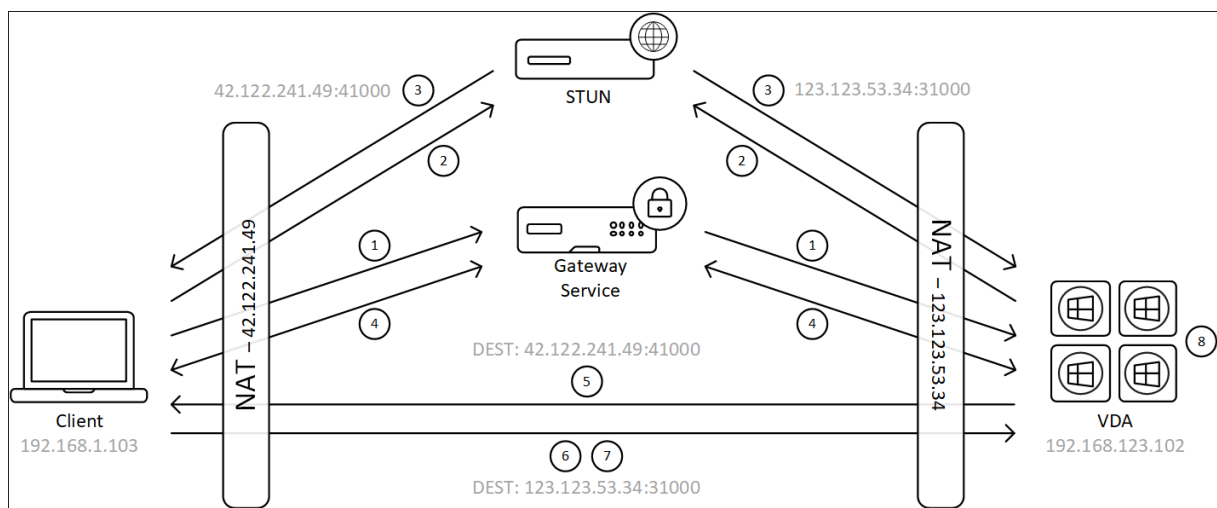 42.122.241.49:41000
3
STUN
3
123.123.53.34:31000
2
2
NAT – 42.122.241.49
NAT – 123.123.53.34
1
Gateway
Service
1
4
4
DEST: 42.122.241.49:41000
5
8
Client
192.168.1.103
VDA
192.168.123.102
6
7
DEST: 123.123.53.34:31000